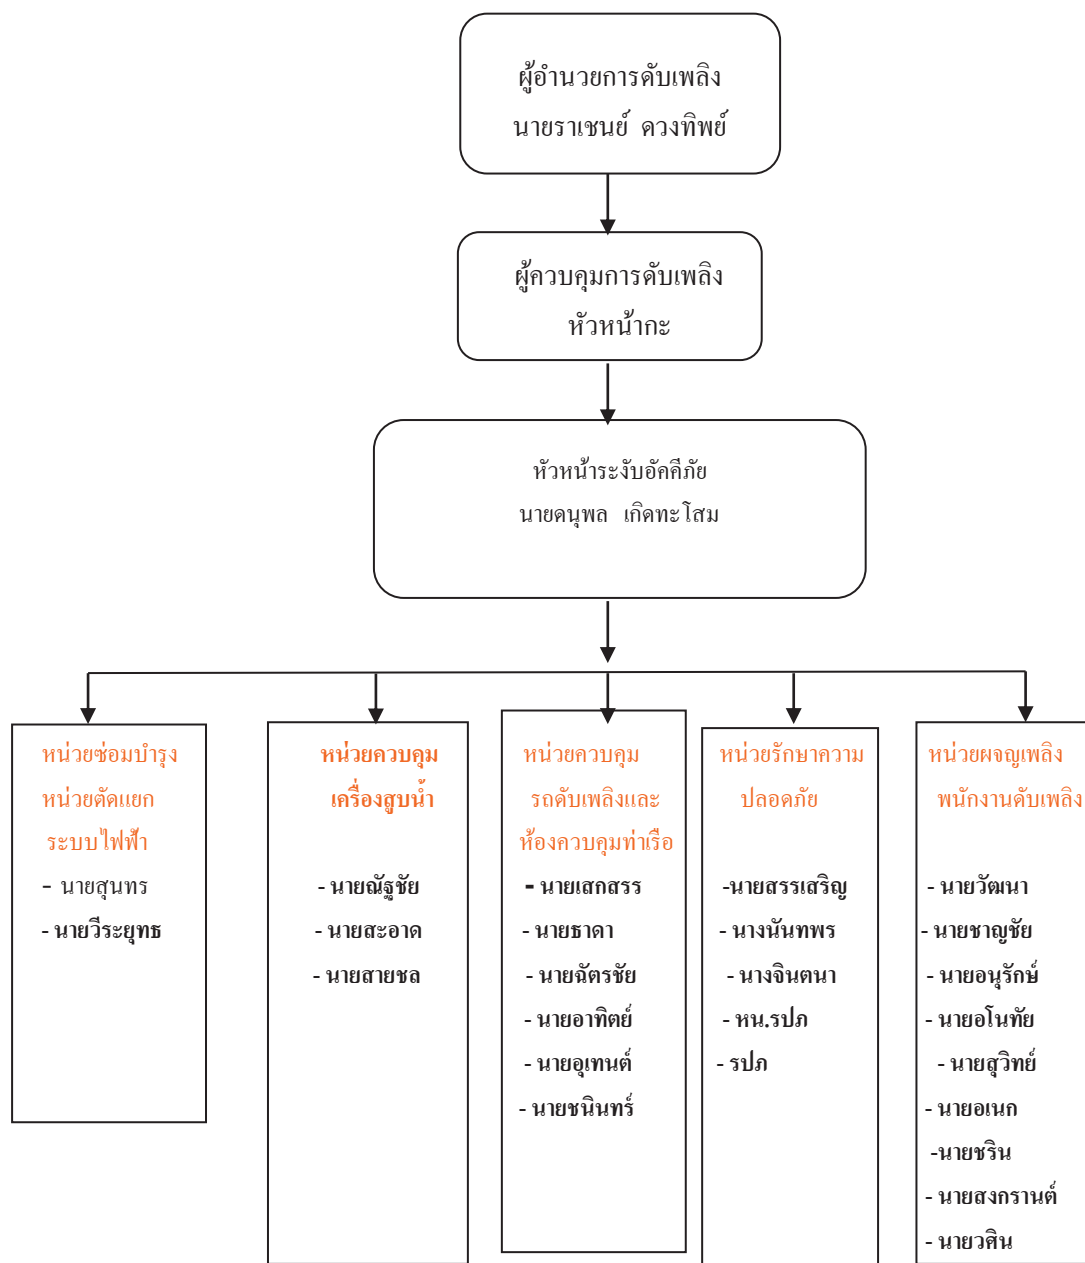 ผู้อำนวยการดับเพลิง
นายราเชนย์ ดวงทิพย์
ผู้ควบคุมการดับเพลิง
หัวหน้ากะ
หัวหน้าระงับอัคคีภัย
นายดนุพล เกิดทะโสม
หน่วยซ่อมบำรุง
หน่วยตัดแยก
ระบบไฟฟ้า
- นายสุนทร
- นายวีระยุทธ
หน่วยควบคุม
เครื่องสูบน้ำ
- นายณัฐชัย
- นายสะอาด
- นายสายชล
หน่วยควบคุม
รถดับเพลิงและ
ห้องควบคุมท่าเรือ
- นายเสกสรร
- นายธาดา
- นายฉัตรชัย
- นายอาทิตย์
- นายอุเทนต์
- นายชนินทร์
หน่วยรักษาความ
ปลอดภัย
-นายสรรเสริญ
- นางนันทพร
- นางจินตนา
- หน.รปภ
- รปภ
หน่วยผจญเพลิง
พนักงานดับเพลิง
- นายวัฒนา
- นายชาญชัย
- นายอนุรักษ์
- นายอโนทัย
- นายสุวิทย์
- นายอเนก
-นายชริน
- นายสงกรานต์
- นายวศิน